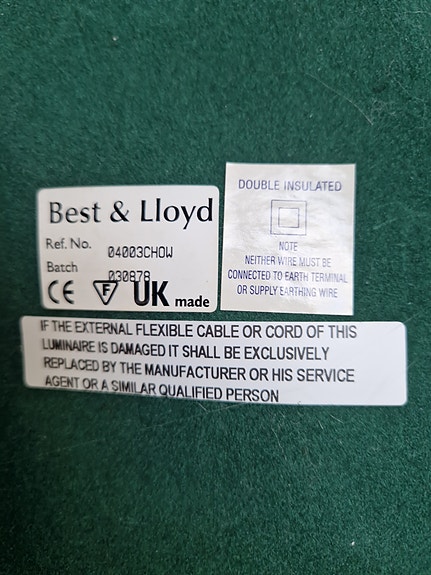 Best & Lloyd
Ref. No. 04003CHOW
Batch 030878
CE F UK made
DOUBLE INSULATED
NOTE
NEITHER WIRE MUST BE
CONNECTED TO EARTH TERMINAL
OR SUPPLY EARTHING WIRE
IF THE EXTERNAL FLEXIBLE CABLE OR CORD OF THIS
LUMINAIRE IS DAMAGED IT SHALL BE EXCLUSIVELY
REPLACED BY THE MANUFACTURER OR HIS SERVICE
AGENT OR A SIMILAR QUALIFIED PERSON